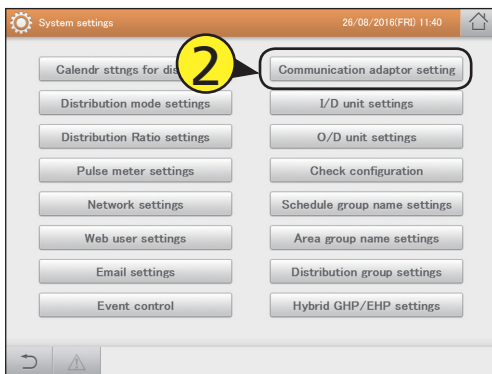 System settings 26/08/2016(FRI) 11:40
Calendr sttngs for
2
Communication adaptor setting
Distribution mode settings
I/D unit settings
Distribution Ratio settings
O/D unit settings
Pulse meter settings
Check configuration
Network settings
Schedule group name settings
Web user settings
Area group name settings
Email settings
Distribution group settings
Event control
Hybrid GHP/EHP settings